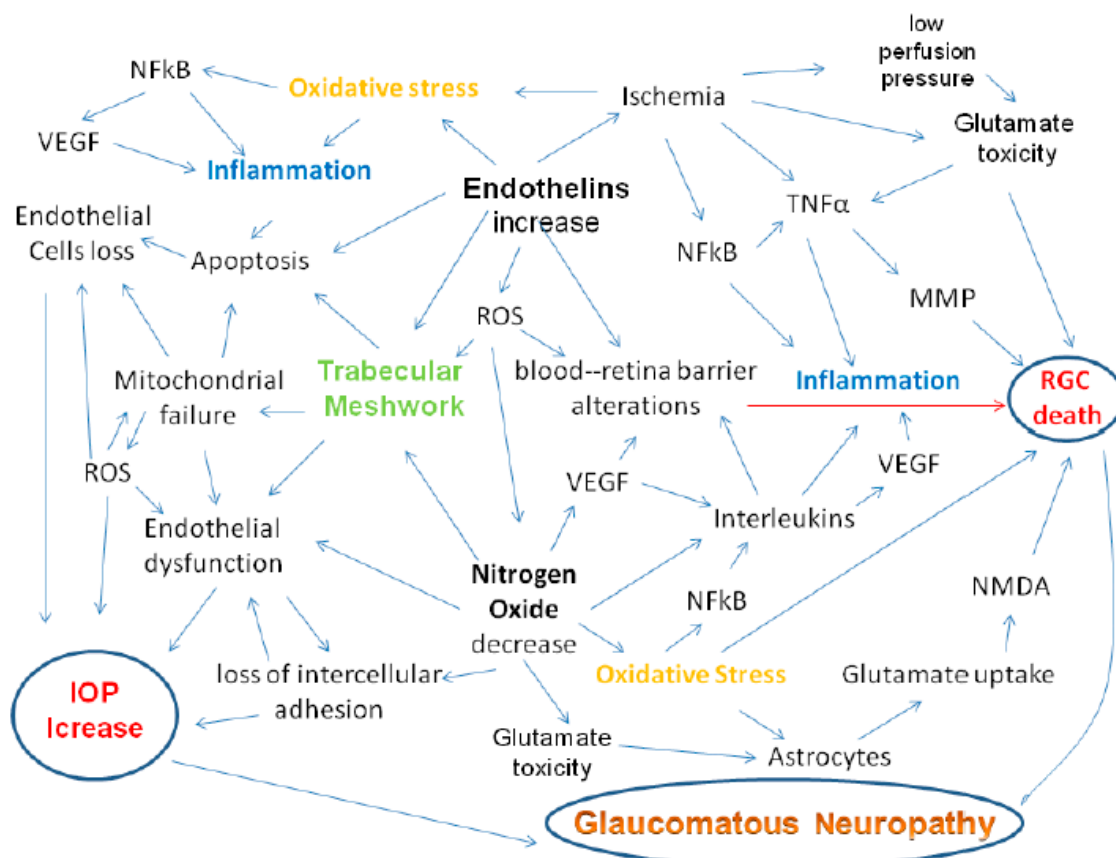 low
perfusion
pressure
NFkB
Oxidative stress
Ischemia
VEGF
Glutamate
toxicity
Inflammation
Endothelins
increase
TNFα
Endothelial
Cells loss
Apoptosis
NFkB
MMP
ROS
Trabecular
Meshwork
blood--retina barrier
alterations
Inflammation
RGC
death
Mitochondrial
failure
ROS
VEGF
VEGF
Interleukins
Endothelial
dysfunction
Nitrogen
Oxide
decrease
NFkB
NMDA
loss of intercellular
adhesion
Oxidative Stress
Glutamate uptake
IOP
Icrease
Glutamate
toxicity
Astrocytes
Glaucomatous Neuropathy